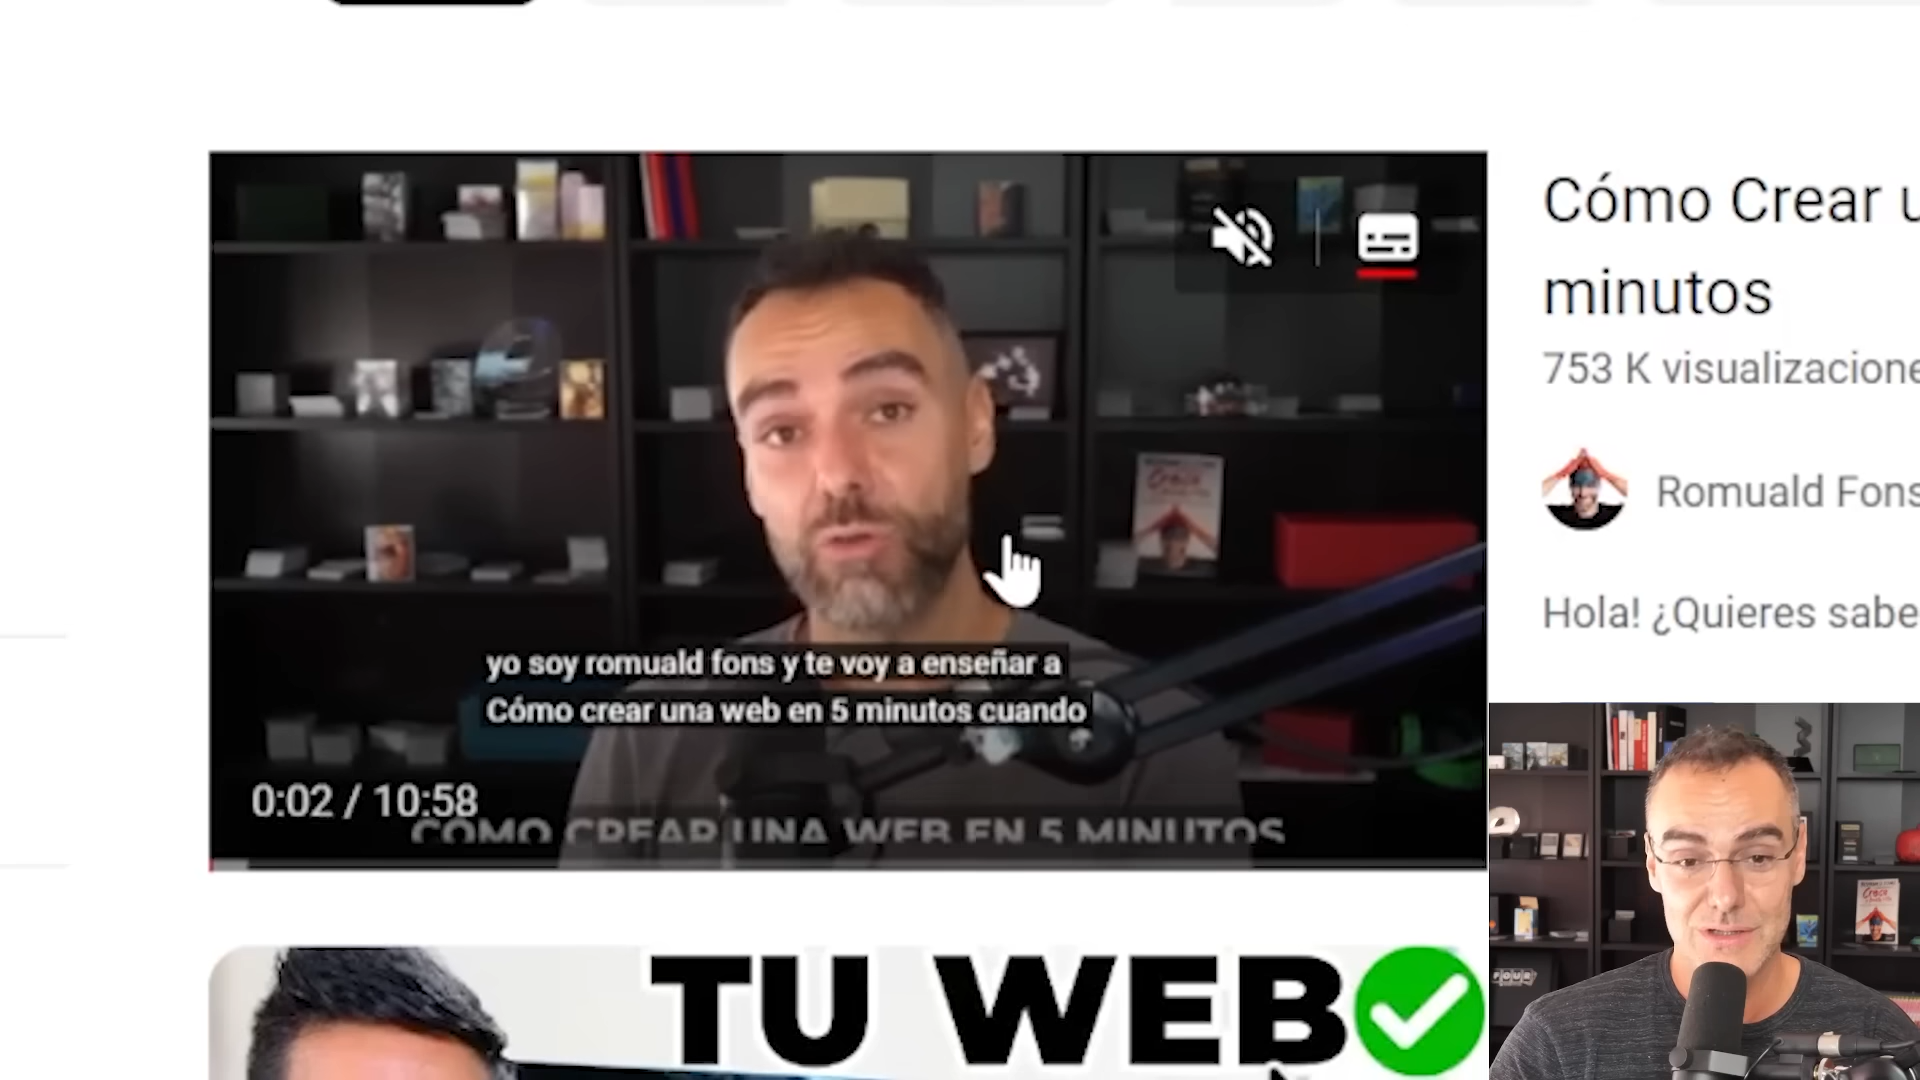 Cómo Crear u
minutos
753 K visualizacione
Romuald Fons
Hola! ¿Quieres sabe
yo soy romuald fons y te voy a enseñar a
Cómo crear una web en 5 minutos cuando
0:02 / 10:58
CÓMO CREAR UNA WEB EN 5 MINUTOS
TU WEB
Crece